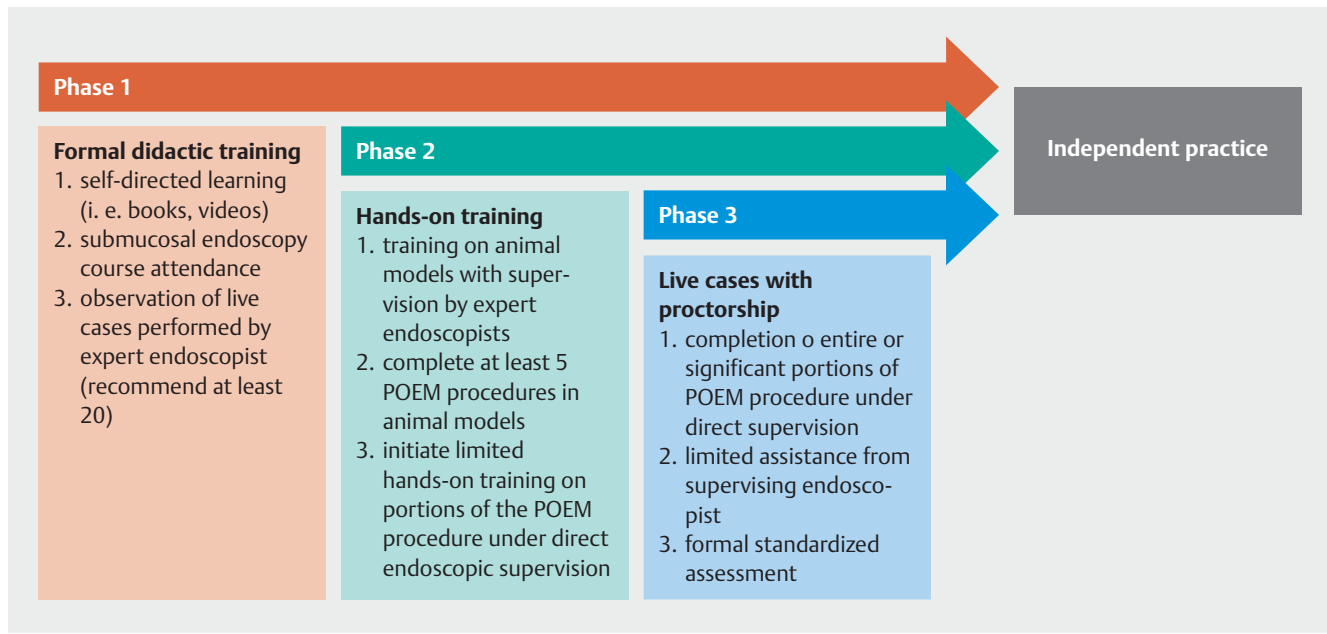 Phase 1
Formal didactic training
1. self-directed learning
(i. e. books, videos)
2. submucosal endoscopy
course attendance
3. observation of live
cases performed by
expert endoscopist
(recommend at least
20)
Phase 2
Hands-on training
1. training on animal
models with super-
vision by expert
endoscopists
2. complete at least 5
POEM procedures in
animal models
3. initiate limited
hands-on training on
portions of the POEM
procedure under direct
endoscopic supervision
Phase 3
Live cases with
proctorship
1. completion o entire or
significant portions of
POEM procedure under
direct supervision
2. limited assistance from
supervising endosco-
pist
3. formal standardized
assessment
Independent practice